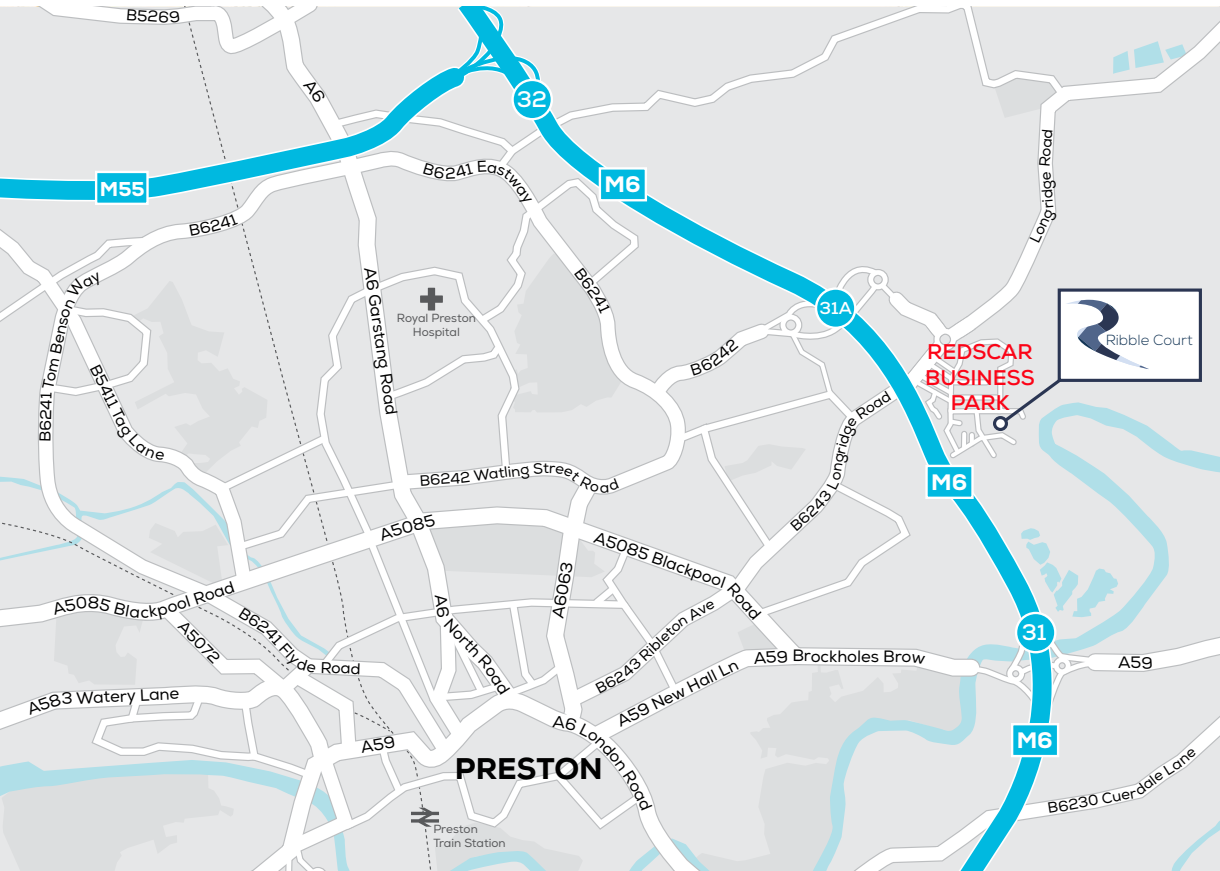 B5269
A6
32
M55
B6241 Eastway
M6
B6241
Longridge Road
B6241
A6 Garstang Road
Royal Preston
Hospital
31A
Ribble Court
B6241 Tom Benson Way
B5411 Tag Lane
B6242
REDSCAR
BUSINESS
PARK
B6242 Watling Street Road
B6243 Longridge Road
M6
A5085
A5085 Blackpool Road
A5085 Blackpool Road
A6063
A6 North Road
B6243 Ribleton Ave
B6241 Flyde Road
A5072
31
A59 Brockholes Brow
A59
A59 New Hall Ln
A583 Watery Lane
A59
A6 London Road
M6
PRESTON
B6230 Cuerdale Lane
Preston
Train Station